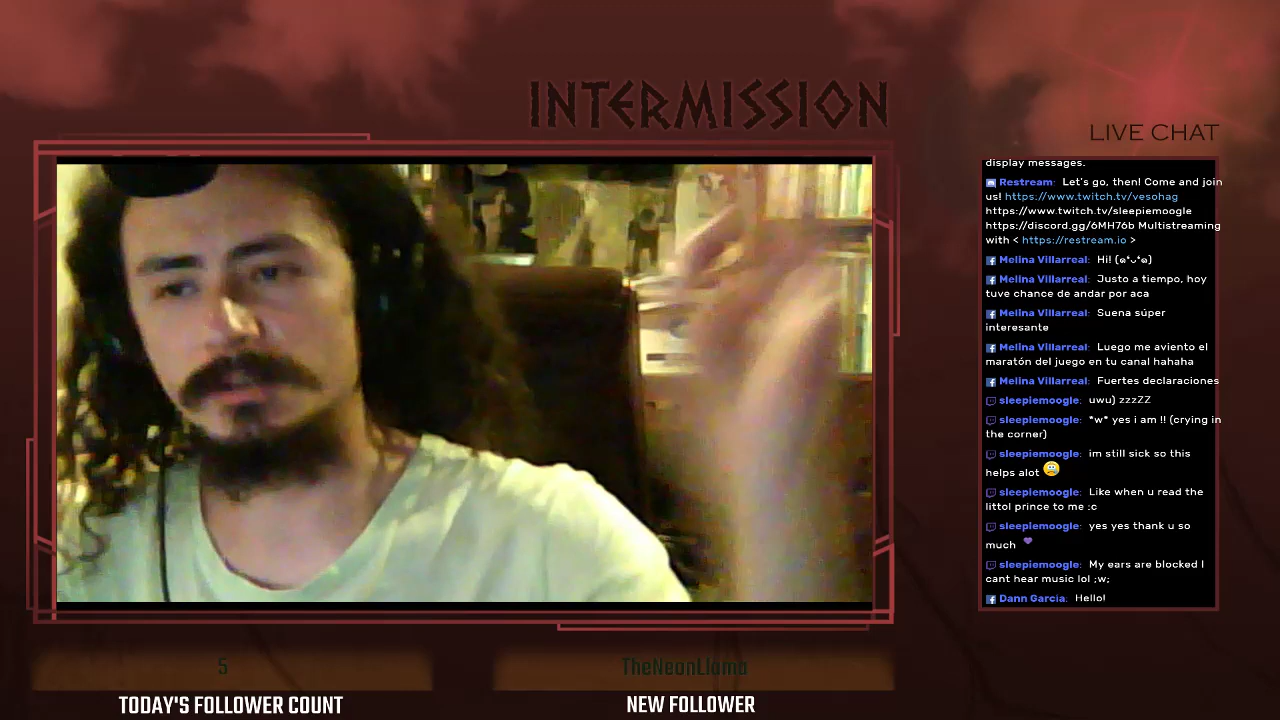 INTERMISSION
LIVE CHAT
display messages.
Restream: Let's go, then! Come and join
us! https://www.twitch.tv/vesohag
https://www.twitch.tv/sleepiemoogle
https://discord.gg/6MH76b Multistreaming
with < https://restream.io >
Melina Villarreal: Hi! (๑❛ᴗ❛๑)
Melina Villarreal: Justo a tiempo, hoy
tuve chance de andar por aca
Melina Villarreal: Suena súper
interesante
Melina Villarreal: Luego me aviento el
maratón del juego en tu canal hahaha
Melina Villarreal: Fuertes declaraciones
sleepiemoogle: uwu) zzzZZ
sleepiemoogle: *w* yes i am !! (crying in
the corner)
sleepiemoogle: im still sick so this
helps alot
sleepiemoogle: Like when u read the
littol prince to me :c
sleepiemoogle: yes yes thank u so
much
sleepiemoogle: My ears are blocked I
cant hear music lol ;w;
Dann Garcia: Hello!
5
TODAY'S FOLLOWER COUNT
TheNeonLlama
NEW FOLLOWER